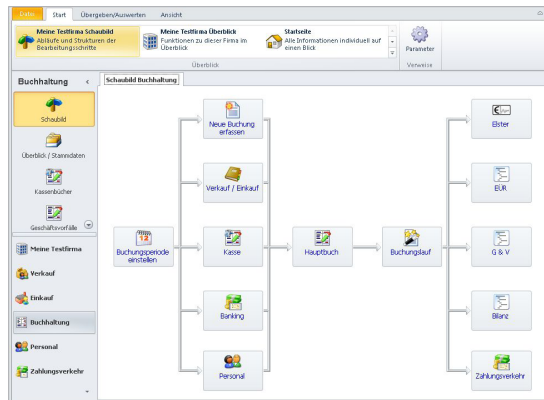 Datei Start Übergeben/Auswerten Ansicht
Meine Testfirma Schaubild
Abläufe und Strukturen der
Bearbeitungsschritte
Meine Testfirma Überblick
Funktionen zu dieser Firma im
Überblick
Startseite
Alle Informationen individuell auf
einen Blick
Parameter
Überblick
Verweise
Buchhaltung
Schaubild
Überblick / Stammdaten
Kassenbücher
Geschäftsvorfälle
Meine Testfirma
Verkauf
Einkauf
Buchhaltung
Personal
Zahlungsverkehr
Schaubild Buchhaltung
Neue Buchung
erfassen
Elster
Verkauf / Einkauf
EÜR
12
Buchungsperiode
einstellen
Kasse
Hauptbuch
Buchungslauf
G & V
Banking
Bilanz
Personal
Zahlungsverkehr